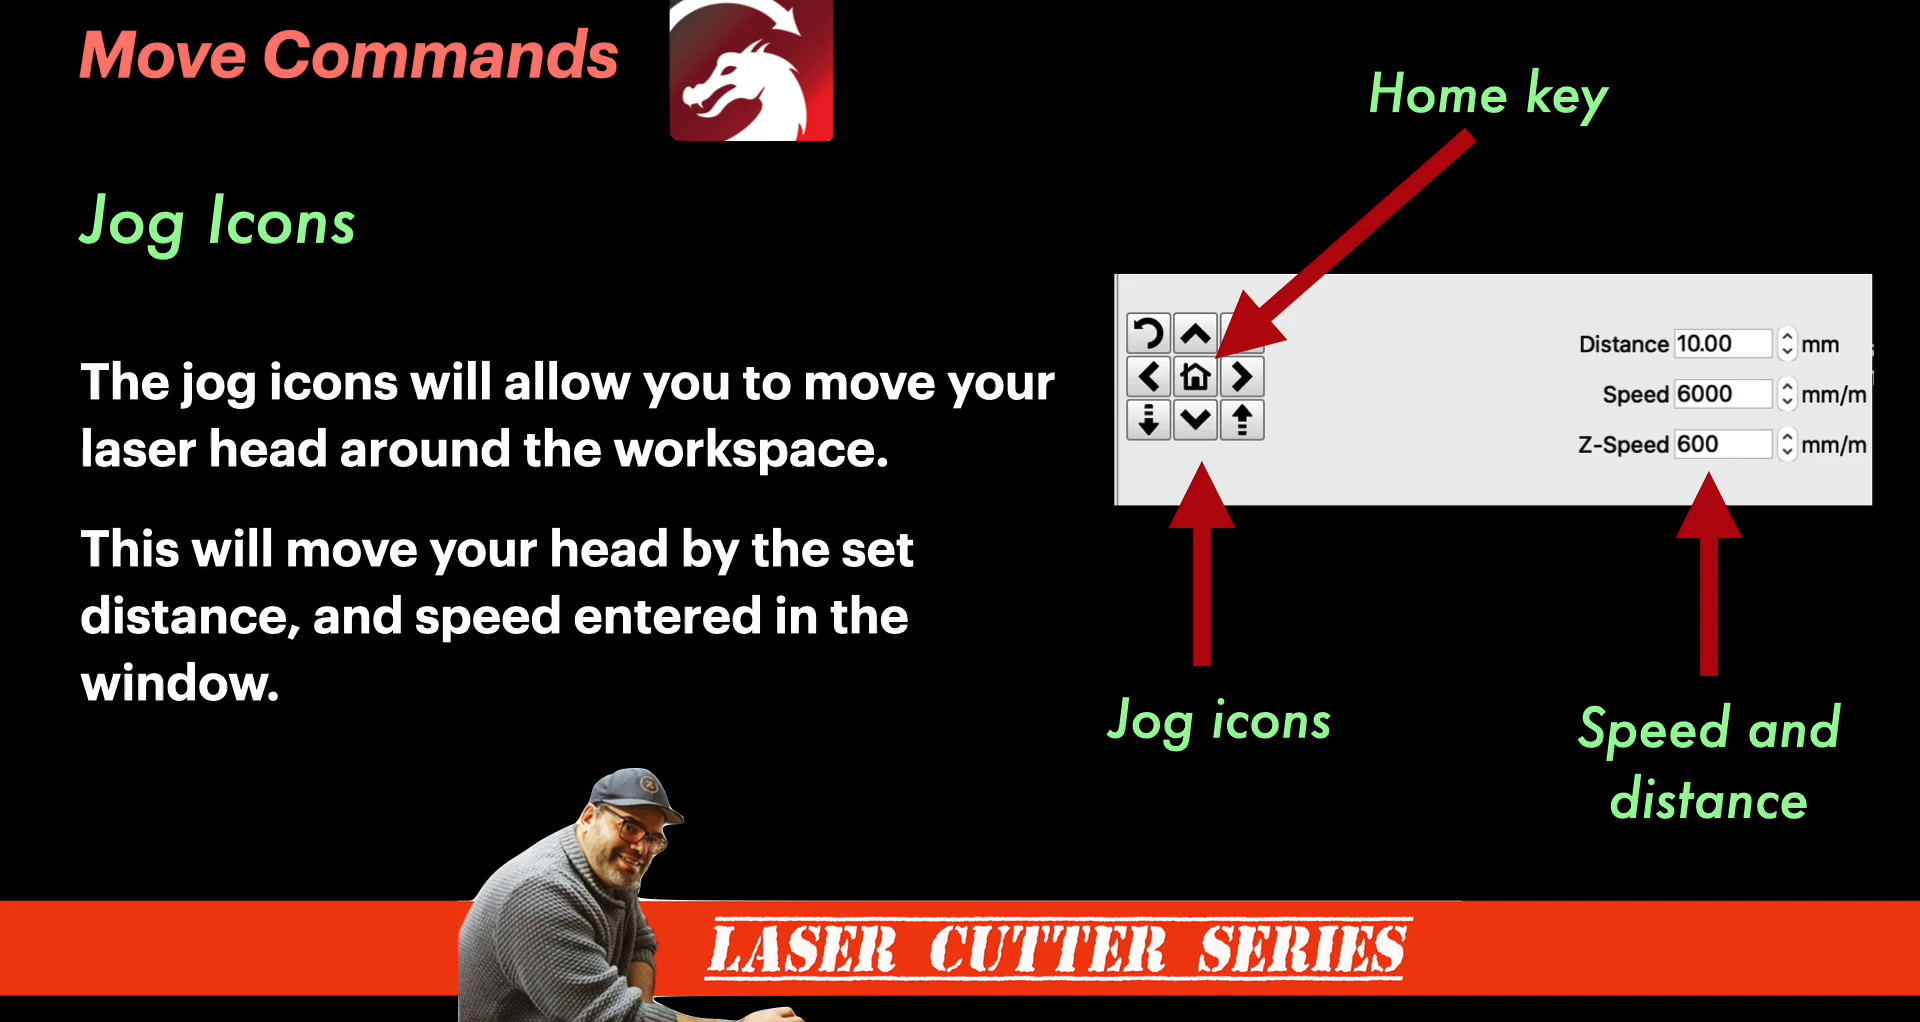 Move Commands
Home key
Jog Icons
The jog icons will allow you to move your
laser head around the workspace.
This will move your head by the set
distance, and speed entered in the
window.
Distance 10.00 mm
Speed 6000 mm/m
Z-Speed 600 mm/m
Jog icons
Speed and
distance
LASER CUTTER SERIES